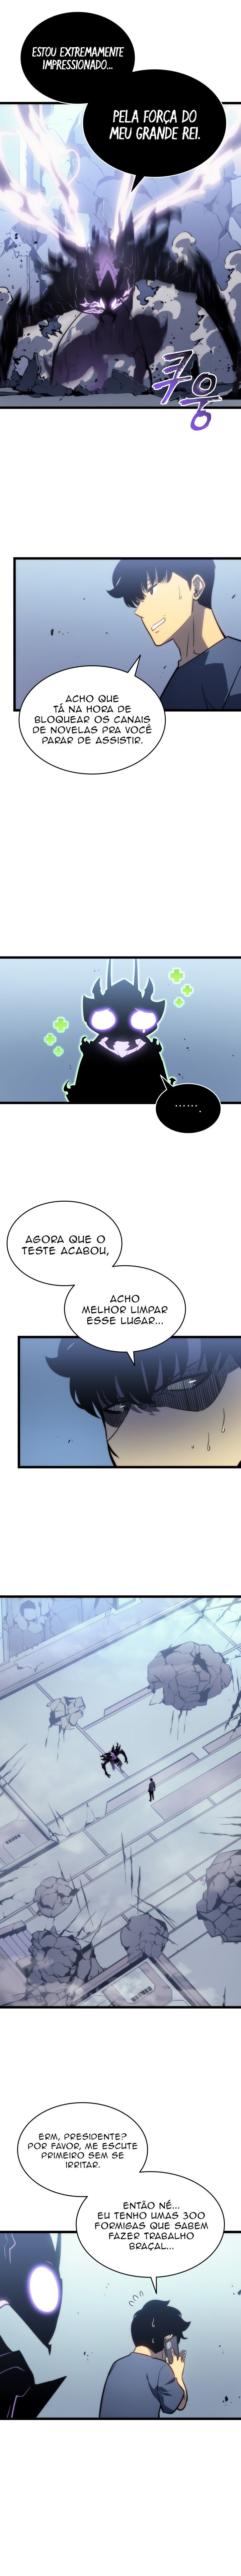 ESTOU EXTREMAMENTE
IMPRESSIONADO...
PELA FORÇA DO
MEU GRANDE REI.
쿠웅
ACHO QUE
TÁ NA HORA DE
BLOQUEAR OS CANAIS
DE NOVELAS PRA VOCÊ
PARAR DE ASSISTIR.
.......
AGORA QUE O
TESTE ACABOU,
ACHO
MELHOR LIMPAR
ESSE LUGAR...
ERM, PRESIDENTE?
POR FAVOR, ME ESCUTE
PRIMEIRO SEM SE
IRRITAR.
ENTÃO NÉ...
EU TENHO UMAS 300
FORMIGAS QUE SABEM
FAZER TRABALHO
BRAÇAL...